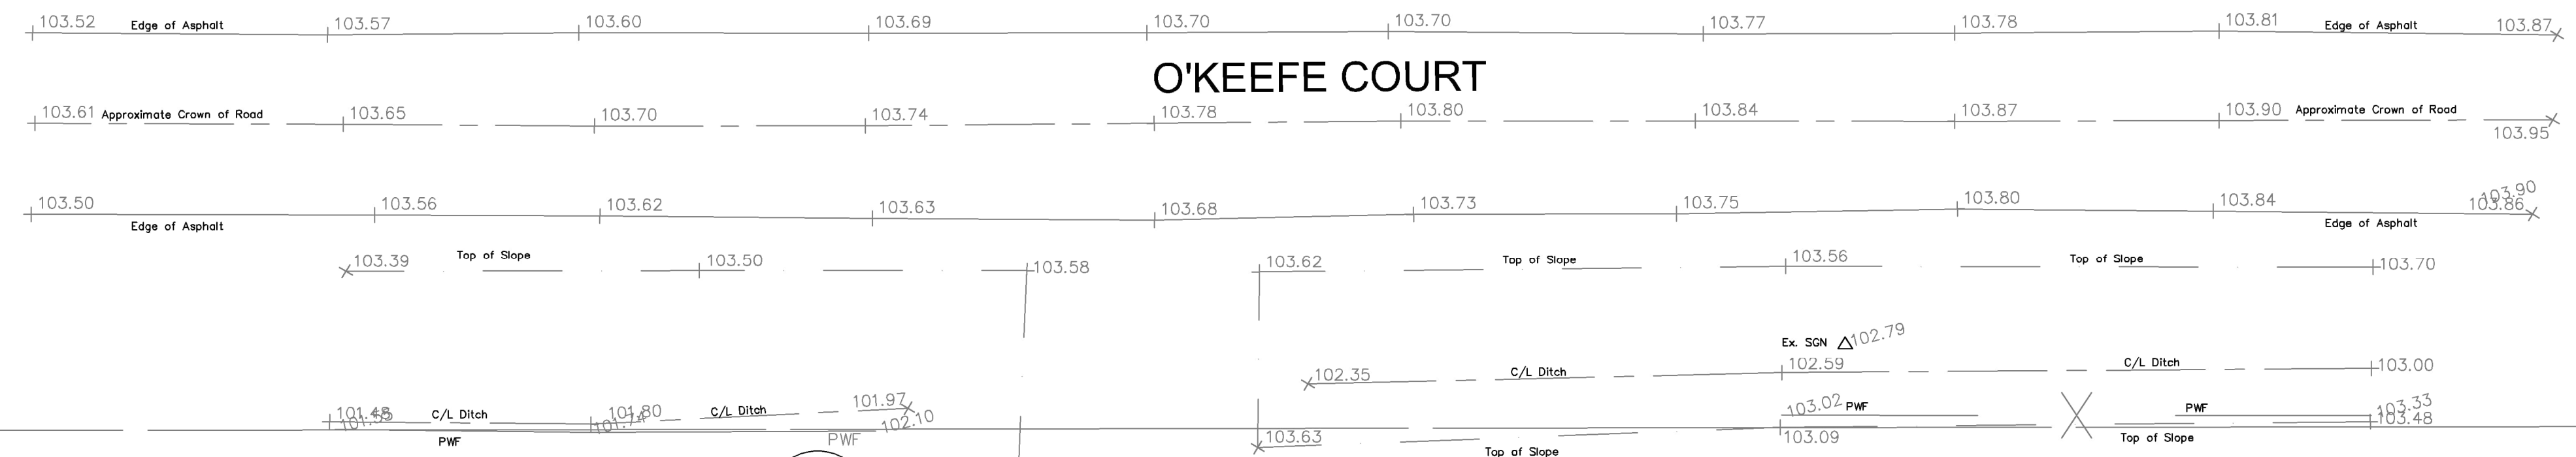 103.52 Edge of Asphalt 103.57 103.60 103.69 103.70 103.70 103.77 103.78 103.81 Edge of Asphalt 103.87
O'KEEFE COURT
103.61 Approximate Crown of Road 103.65 103.70 103.74 103.78 103.80 103.84 103.87 103.90 Approximate Crown of Road 103.95
103.50 103.56 103.62 103.63 103.68 103.73 103.75 103.80 103.84 103.86 103.90
Edge of Asphalt Edge of Asphalt
103.39 Top of Slope 103.50 103.58 103.62 Top of Slope 103.56 Top of Slope 103.70
Ex. SGN 102.79
102.35 C/L Ditch 102.59 C/L Ditch 103.00
101.48 C/L Ditch 101.80 C/L Ditch 101.97 103.02 PWF PWF 103.33
101.74 102.10 103.48
PWF PWF 103.63 103.09 Top of Slope
Top of Slope